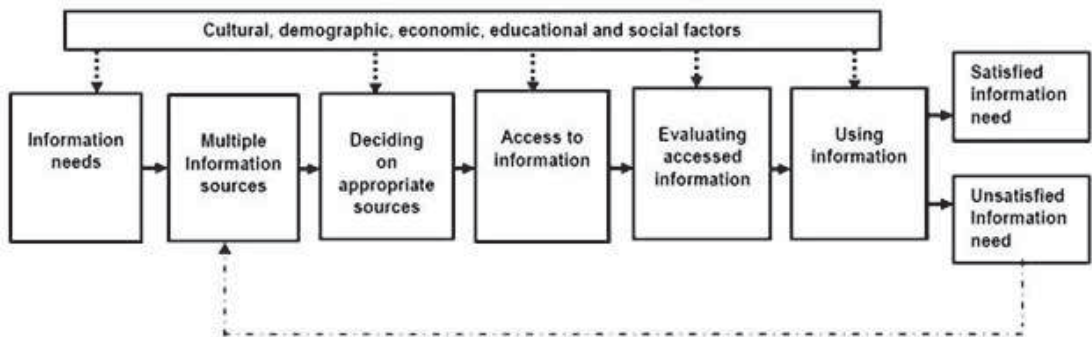 Cultural, demographic, economic, educational and social factors
Information
needs
Multiple
Information
sources
Deciding
on
appropriate
sources
Access to
information
Evaluating
accessed
information
Using
information
Satisfied
information
need
Unsatisfied
Information
need